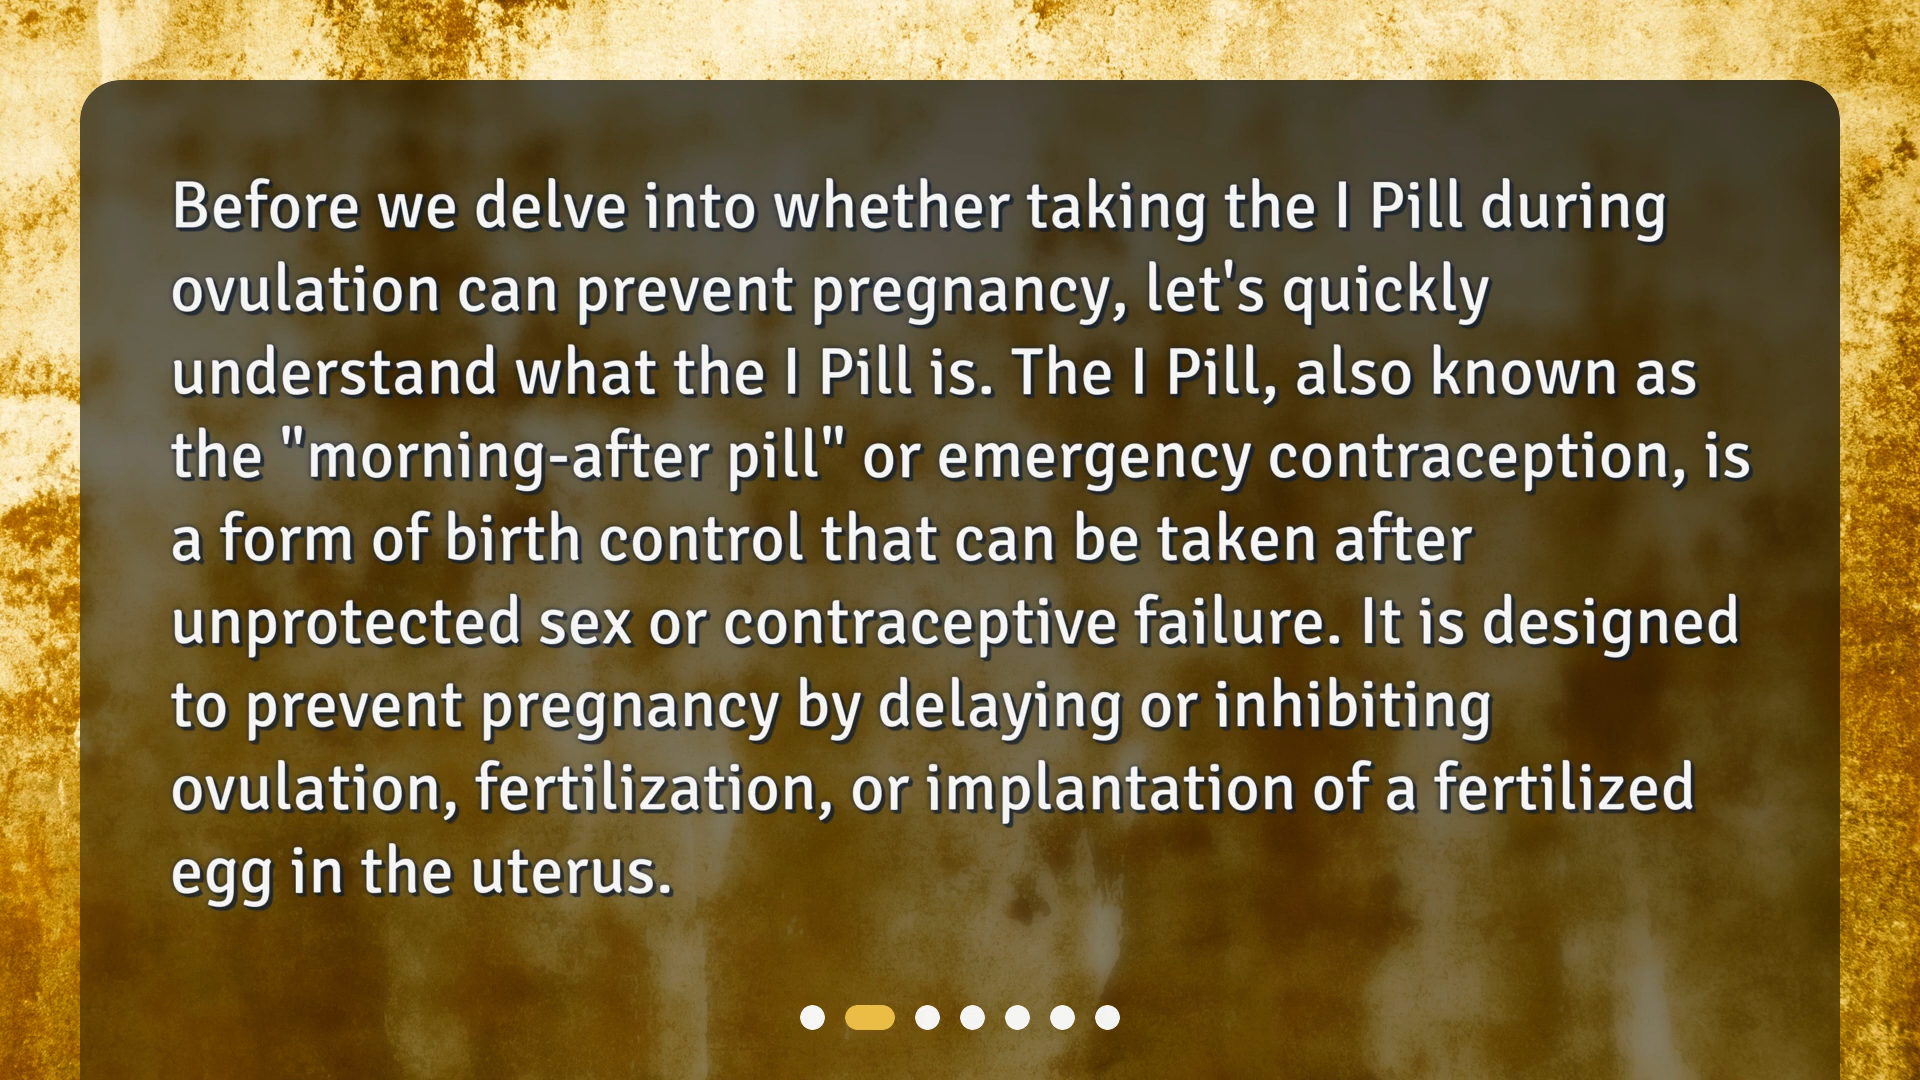 Before we delve into whether taking the I Pill during
ovulation can prevent pregnancy, let's quickly
understand what the I Pill is. The I Pill, also known as
the "morning-after pill" or emergency contraception, is
a form of birth control that can be taken after
unprotected sex or contraceptive failure. It is designed
to prevent pregnancy by delaying or inhibiting
ovulation, fertilization, or implantation of a fertilized
egg in the uterus.